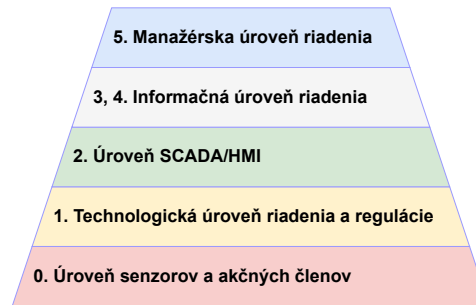 5. Manažérska úroveň riadenia
3, 4. Informačná úroveň riadenia
2. Úroveň SCADA/HMI
1. Technologická úroveň riadenia a regulácie
0. Úroveň senzorov a akčných členov